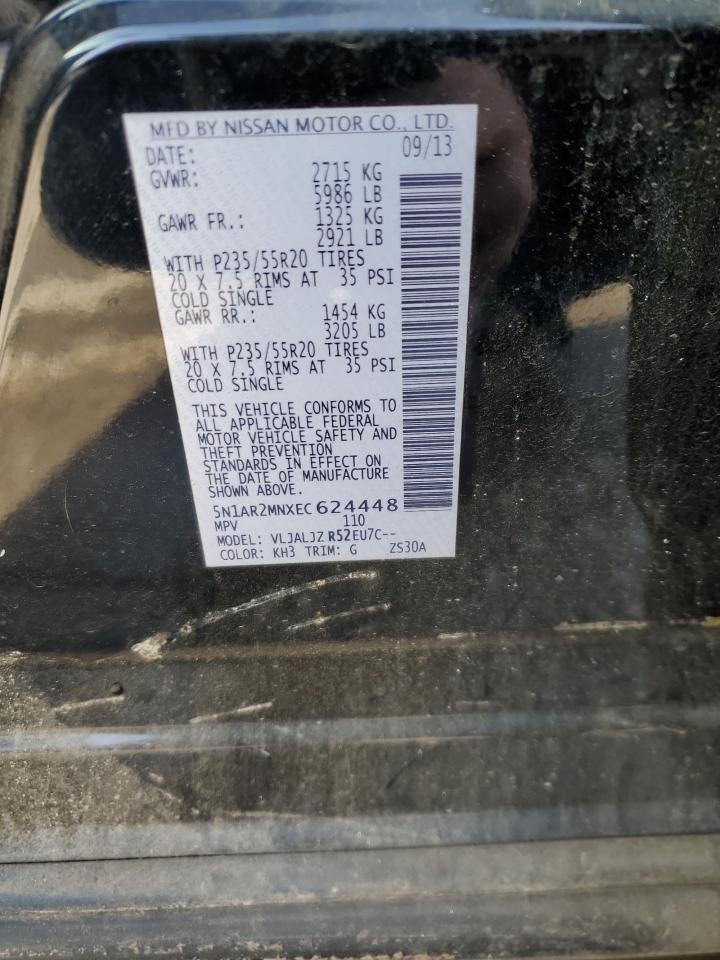 MFD BY NISSAN MOTOR CO., LTD.
DATE: 09/13
GVWR: 2715 KG
5986 LB
GAWR FR.: 1325 KG
2921 LB
WITH P235/55R20 TIRES
20 X 7.5 RIMS AT 35 PSI
COLD SINGLE
GAWR RR.: 1454 KG
3205 LB
WITH P235/55R20 TIRES
20 X 7.5 RIMS AT 35 PSI
COLD SINGLE
THIS VEHICLE CONFORMS TO
ALL APPLICABLE FEDERAL
MOTOR VEHICLE SAFETY AND
THEFT PREVENTION
STANDARDS IN EFFECT ON
THE DATE OF MANUFACTURE
SHOWN ABOVE.
5N1AR2MNXEC624448
MPV 110
MODEL: VLJALJZ R52EU7C--
COLOR: KH3 TRIM: G ZS30A